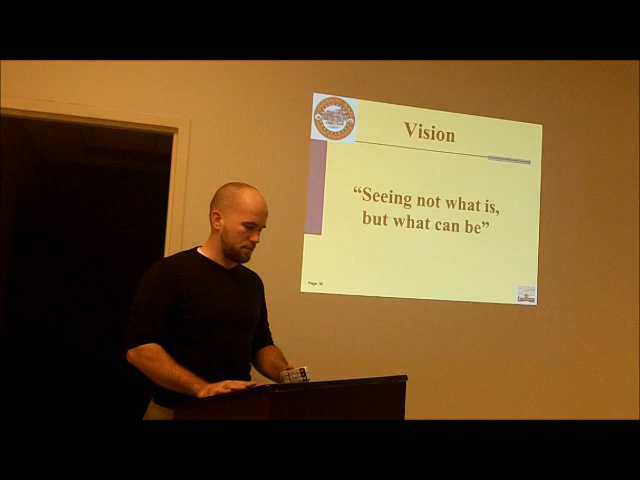 Vision
“Seeing not what is,
but what can be”